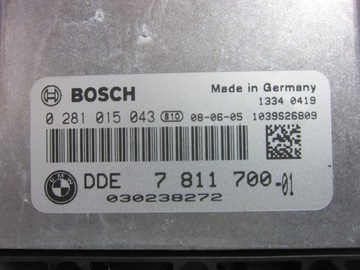 BOSCH
Made in Germany
1334 0419
0 281 015 043 810 08-06-05 1039S26809
BMW
DDE 7 811 700-01
030238272